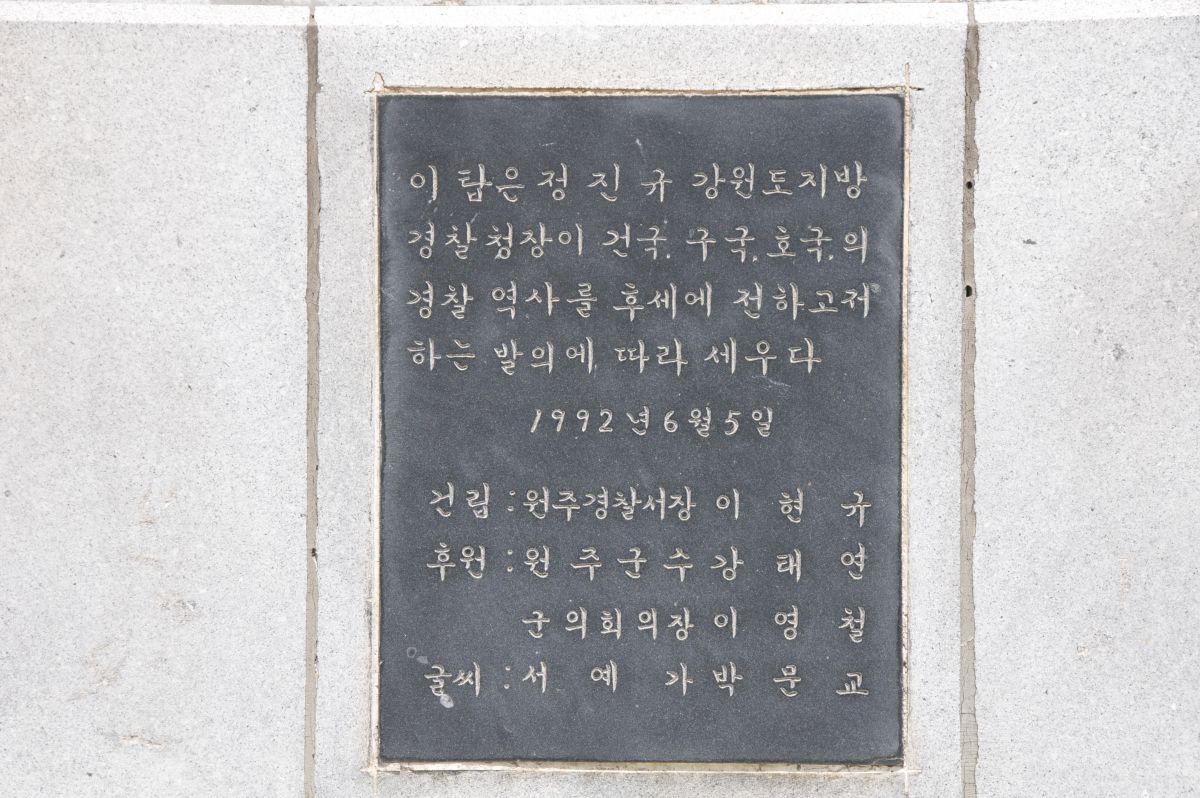 이 탑은 정 진 규 강원도지방
경찰청장이 건국. 구국. 호국. 의
경찰 역사를 후세에 전하고저
하는 발의에 따라 세우다
1992년 6월 5일
건립 : 원주경찰서장 이 현 규
후원 : 원주군수 강 태 연
군의회의장 이 영 철
글씨 : 서 예 가 박 문 교